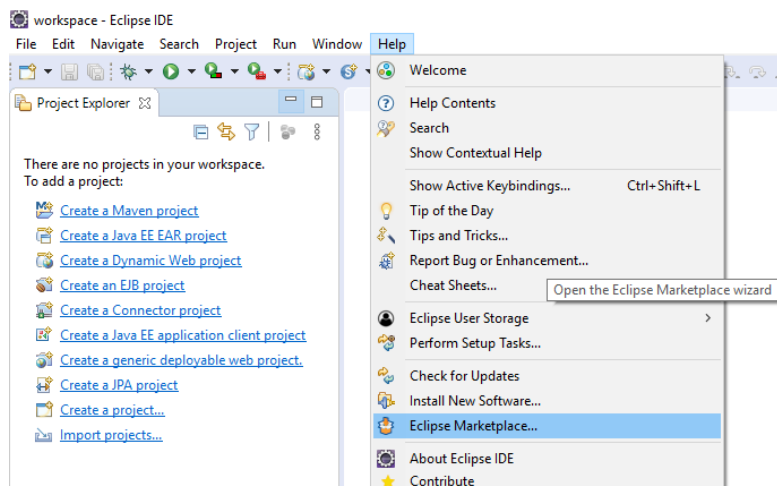 workspace - Eclipse IDE
File Edit Navigate Search Project Run Window Help
Project Explorer
There are no projects in your workspace.
To add a project:
Create a Maven project
Create a Java EE EAR project
Create a Dynamic Web project
Create an EJB project
Create a Connector project
Create a Java EE application client project
Create a generic deployable web project.
Create a JPA project
Create a project...
Import projects...
Welcome
Help Contents
Search
Show Contextual Help
Show Active Keybindings... Ctrl+Shift+L
Tip of the Day
Tips and Tricks...
Report Bug or Enhancement...
Cheat Sheets...
Open the Eclipse Marketplace wizard
Eclipse User Storage
Perform Setup Tasks...
Check for Updates
Install New Software...
Eclipse Marketplace...
About Eclipse IDE
Contribute